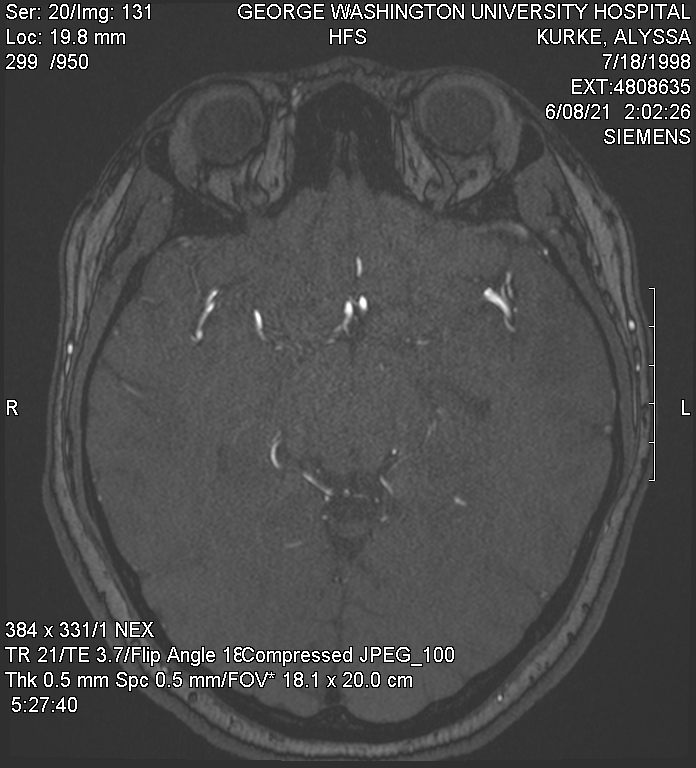 Ser: 20/Img: 131
Loc: 19.8 mm
299 /950
HFS
GEORGE WASHINGTON UNIVERSITY HOSPITAL
KURKE, ALYSSA
7/18/1998
EXT:4808635
6/08/21 2:02:26
SIEMENS
R
L
384 x 331/1 NEX
TR 21/TE 3.7/Flip Angle 18Compressed JPEG_100
Thk 0.5 mm Spc 0.5 mm/FOV* 18.1 x 20.0 cm
5:27:40